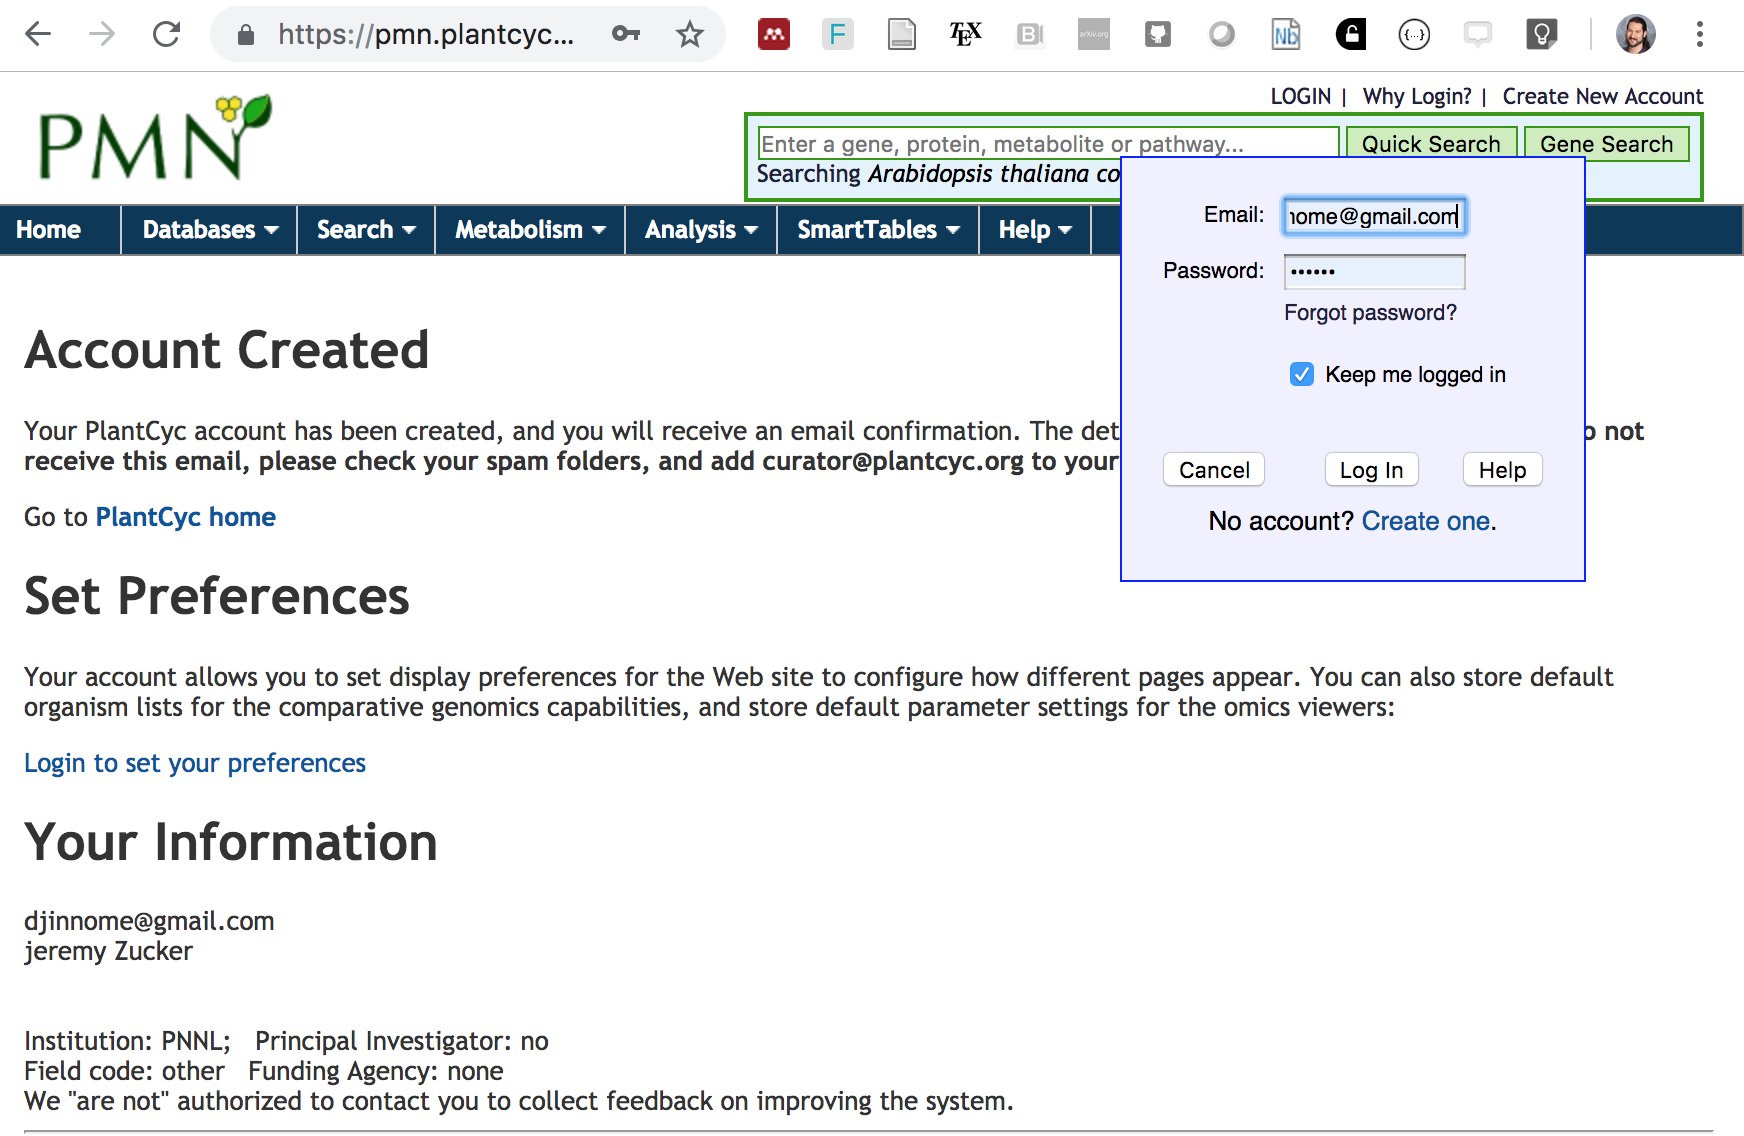 https://pmn.plantcyc...
F
TEX
B
arXiv.org
Nb
{...}
PMN
LOGIN | Why Login? | Create New Account
Enter a gene, protein, metabolite or pathway...
Quick Search
Gene Search
Searching Arabidopsis thaliana co
Home
Databases
Search
Metabolism
Analysis
SmartTables
Help
Email: nome@gmail.com
Password: ••••••
Forgot password?
Keep me logged in
Cancel
Log In
Help
No account? Create one.
Account Created
Your PlantCyc account has been created, and you will receive an email confirmation. The det
o not
receive this email, please check your spam folders, and add curator@plantcyc.org to your
Go to PlantCyc home
Set Preferences
Your account allows you to set display preferences for the Web site to configure how different pages appear. You can also store default
organism lists for the comparative genomics capabilities, and store default parameter settings for the omics viewers:
Login to set your preferences
Your Information
djinnome@gmail.com
jeremy Zucker
Institution: PNNL; Principal Investigator: no
Field code: other Funding Agency: none
We "are not" authorized to contact you to collect feedback on improving the system.